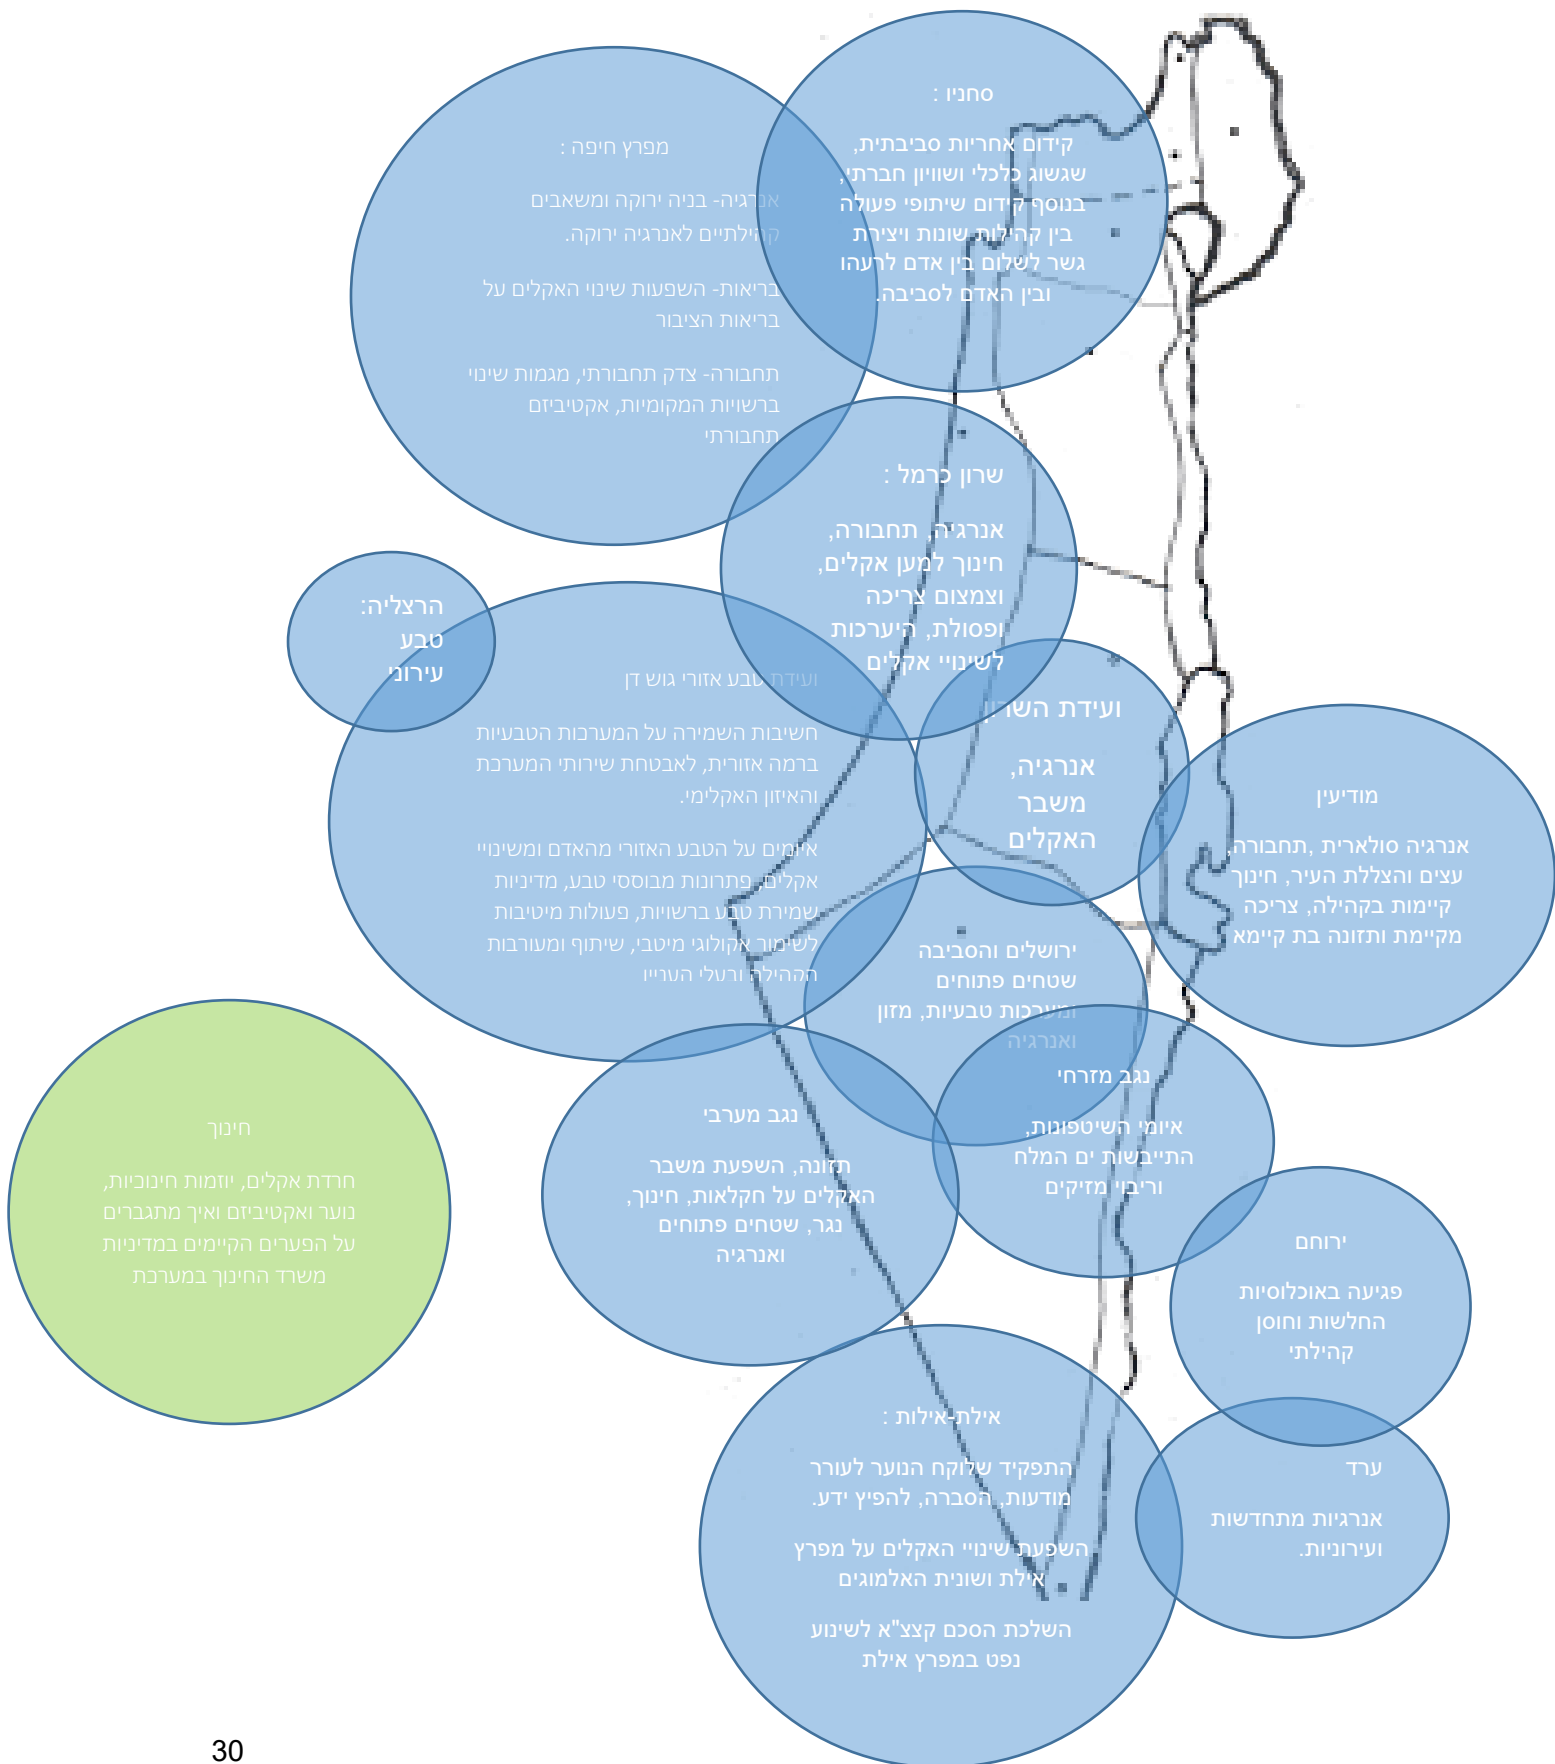 סחניו :
קידום אחריות סביבתית,
שגשוג כלכלי ושוויון חברתי,
בנוסף קידום שיתופי פעולה
בין קהילות שונות ויצירת
גשר לשלום בין אדם לרעהו
ובין האדם לסביבה.
מפרץ חיפה :
אנרגיה- בניה ירוקה ומשאבים
קהילתיים לאנרגיה ירוקה.
בריאות- השפעות שינוי האקלים על
בריאות הציבור
תחבורה- צדק תחבורתי, מגמות שינוי
ברשויות המקומיות, אקטיביזם
תחבורתי
שרון כרמל :
אנרגיה, תחבורה,
חינוך למען אקלים,
וצמצום צריכה
ופסולת, היערכות
לשינויי אקלים
הרצליה:
טבע
עירוני
ועידת טבע אזורי גוש דן
חשיבות השמירה על המערכות הטבעיות
ברמה אזורית, לאבטחת שירותי המערכת
והאיזון האקלימי.
איומים על הטבע האזורי מהאדם ומשינויי
אקלים, פתרונות מבוססי טבע, מדיניות
שמירת טבע ברשויות, פעולות מיטיבות
לשימור אקולוגי מיטבי, שיתוף ומעורבות
הקהילה ובעלי העניין
ועידת השרון
אנרגיה,
משבר
האקלים
מודיעין
אנרגיה סולארית ,תחבורה,
עצים והצללת העיר, חינוך
קיימות בקהילה, צריכה
מקיימת ותזונה בת קיימא
ירושלים והסביבה
שטחים פתוחים
ומערכות טבעיות, מזון
ואנרגיה
נגב מזרחי
איומי השיטפונות,
התייבשות ים המלח
וריבוי מזיקים
נגב מערבי
תזונה, השפעת משבר
האקלים על חקלאות, חינוך,
נגר, שטחים פתוחים
ואנרגיה
חינוך
חרדת אקלים, יוזמות חינוכיות,
נוער ואקטיביזם ואיך מתגברים
על הפערים הקיימים במדיניות
משרד החינוך במערכת
ירוחם
פגיעה באוכלוסיות
החלשות וחוסן
קהילתי
אילת-אילות :
התפקיד שלוקח הנוער לעורר
מודעות, הסברה, להפיץ ידע.
השפעת שינויי האקלים על מפרץ
אילת ושונית האלמוגים
השלכת הסכם קצצ"א לשינוע
נפט במפרץ אילת
ערד
אנרגיות מתחדשות
ועירוניות.
30